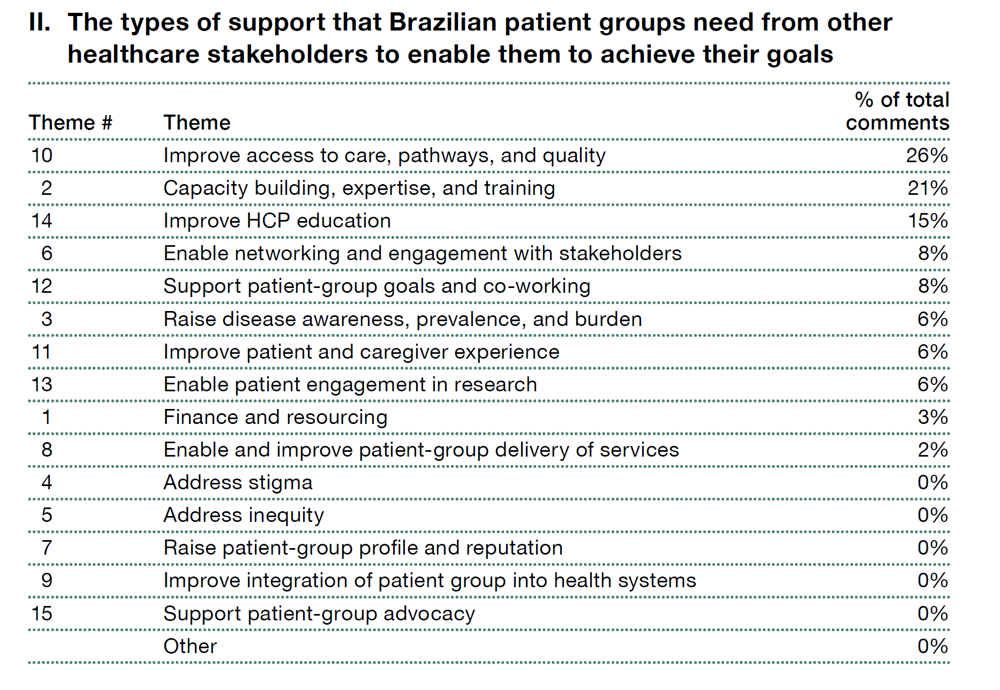 II. The types of support that Brazilian patient groups need from other
healthcare stakeholders to enable them to achieve their goals
% of total
Theme # Theme comments
10 Improve access to care, pathways, and quality 26%
2 Capacity building, expertise, and training 21%
14 Improve HCP education 15%
6 Enable networking and engagement with stakeholders 8%
12 Support patient-group goals and co-working 8%
3 Raise disease awareness, prevalence, and burden 6%
11 Improve patient and caregiver experience 6%
13 Enable patient engagement in research 6%
1 Finance and resourcing 3%
8 Enable and improve patient-group delivery of services 2%
4 Address stigma 0%
5 Address inequity 0%
7 Raise patient-group profile and reputation 0%
9 Improve integration of patient group into health systems 0%
15 Support patient-group advocacy 0%
Other 0%